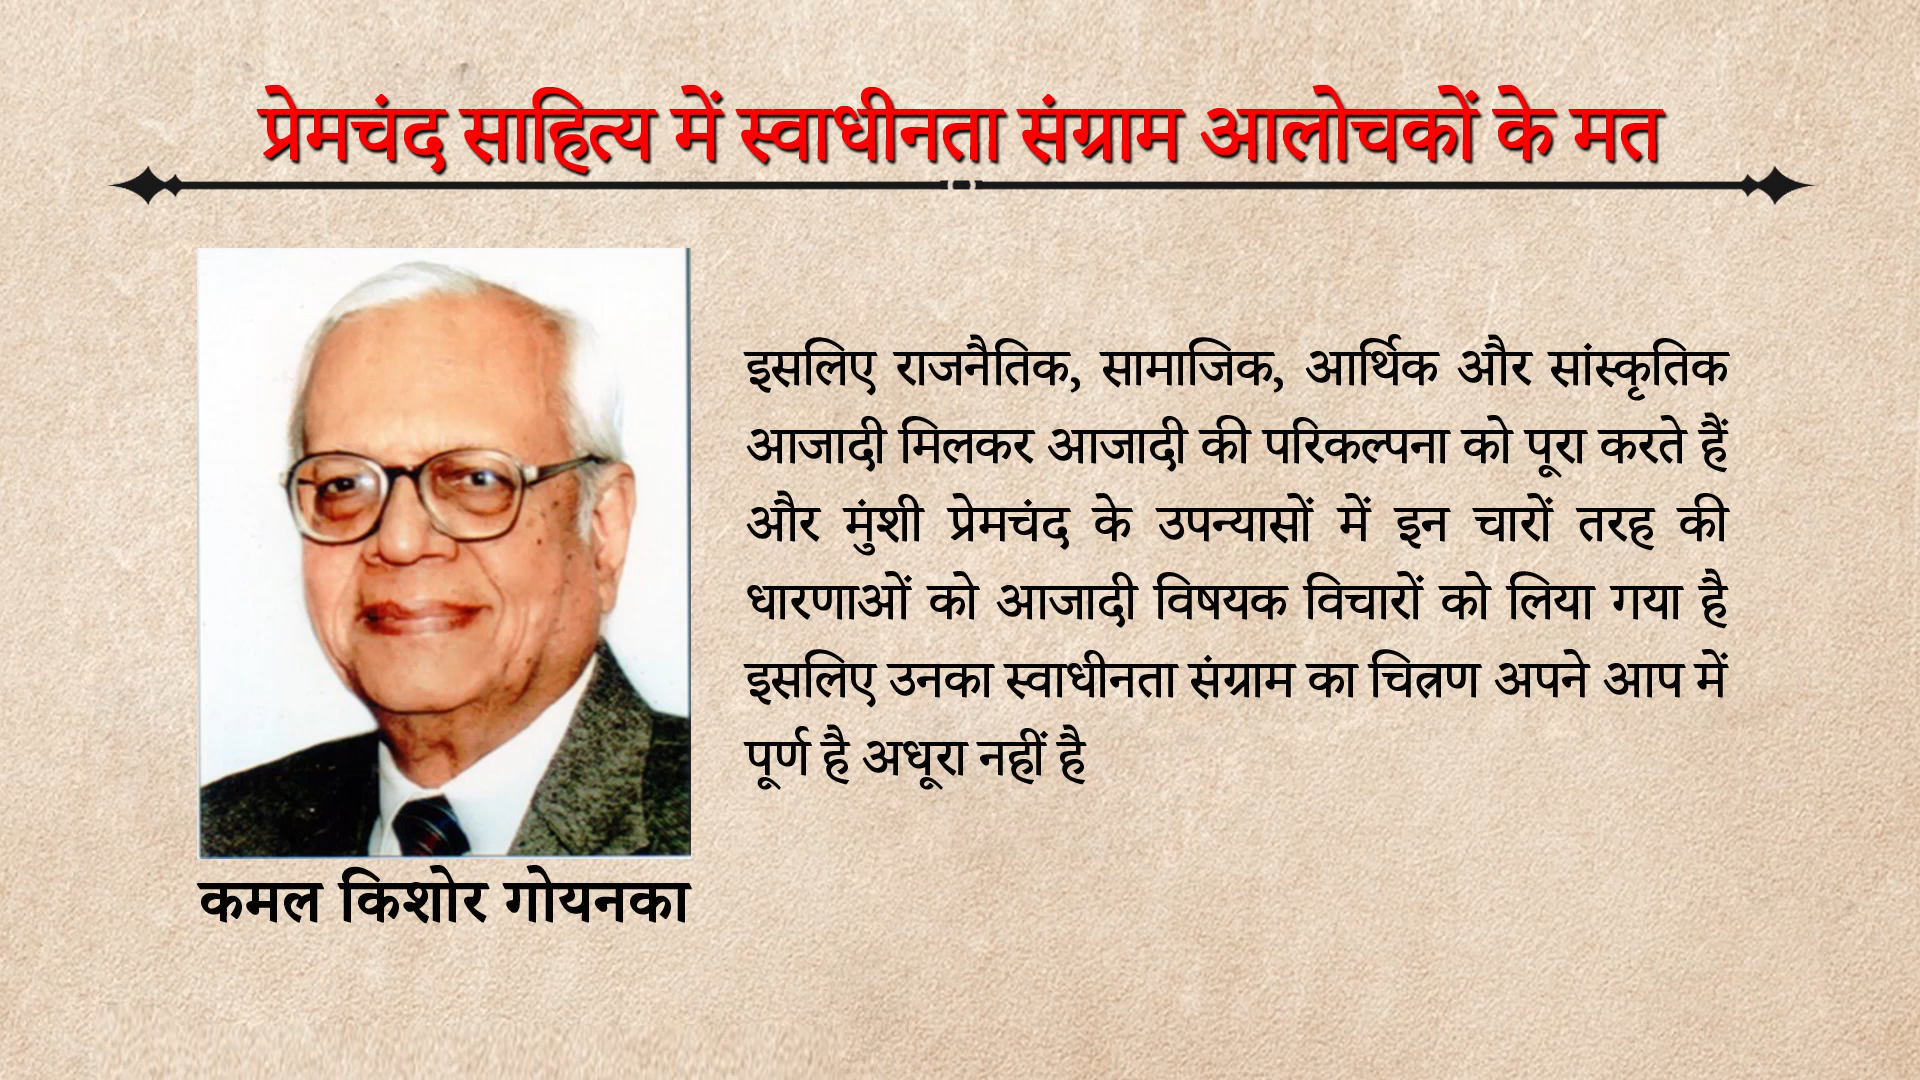 प्रेमचंद साहित्य में स्वाधीनता संग्राम आलोचकों के मत
इसलिए राजनैतिक, सामाजिक, आर्थिक और सांस्कृतिक
आजादी मिलकर आजादी की परिकल्पना को पूरा करते हैं
और मुंशी प्रेमचंद के उपन्यासों में इन चारों तरह की
धारणाओं को आजादी विषयक विचारों को लिया गया है
इसलिए उनका स्वाधीनता संग्राम का चित्रण अपने आप में
पूर्ण है अधूरा नहीं है
कमल किशोर गोयनका